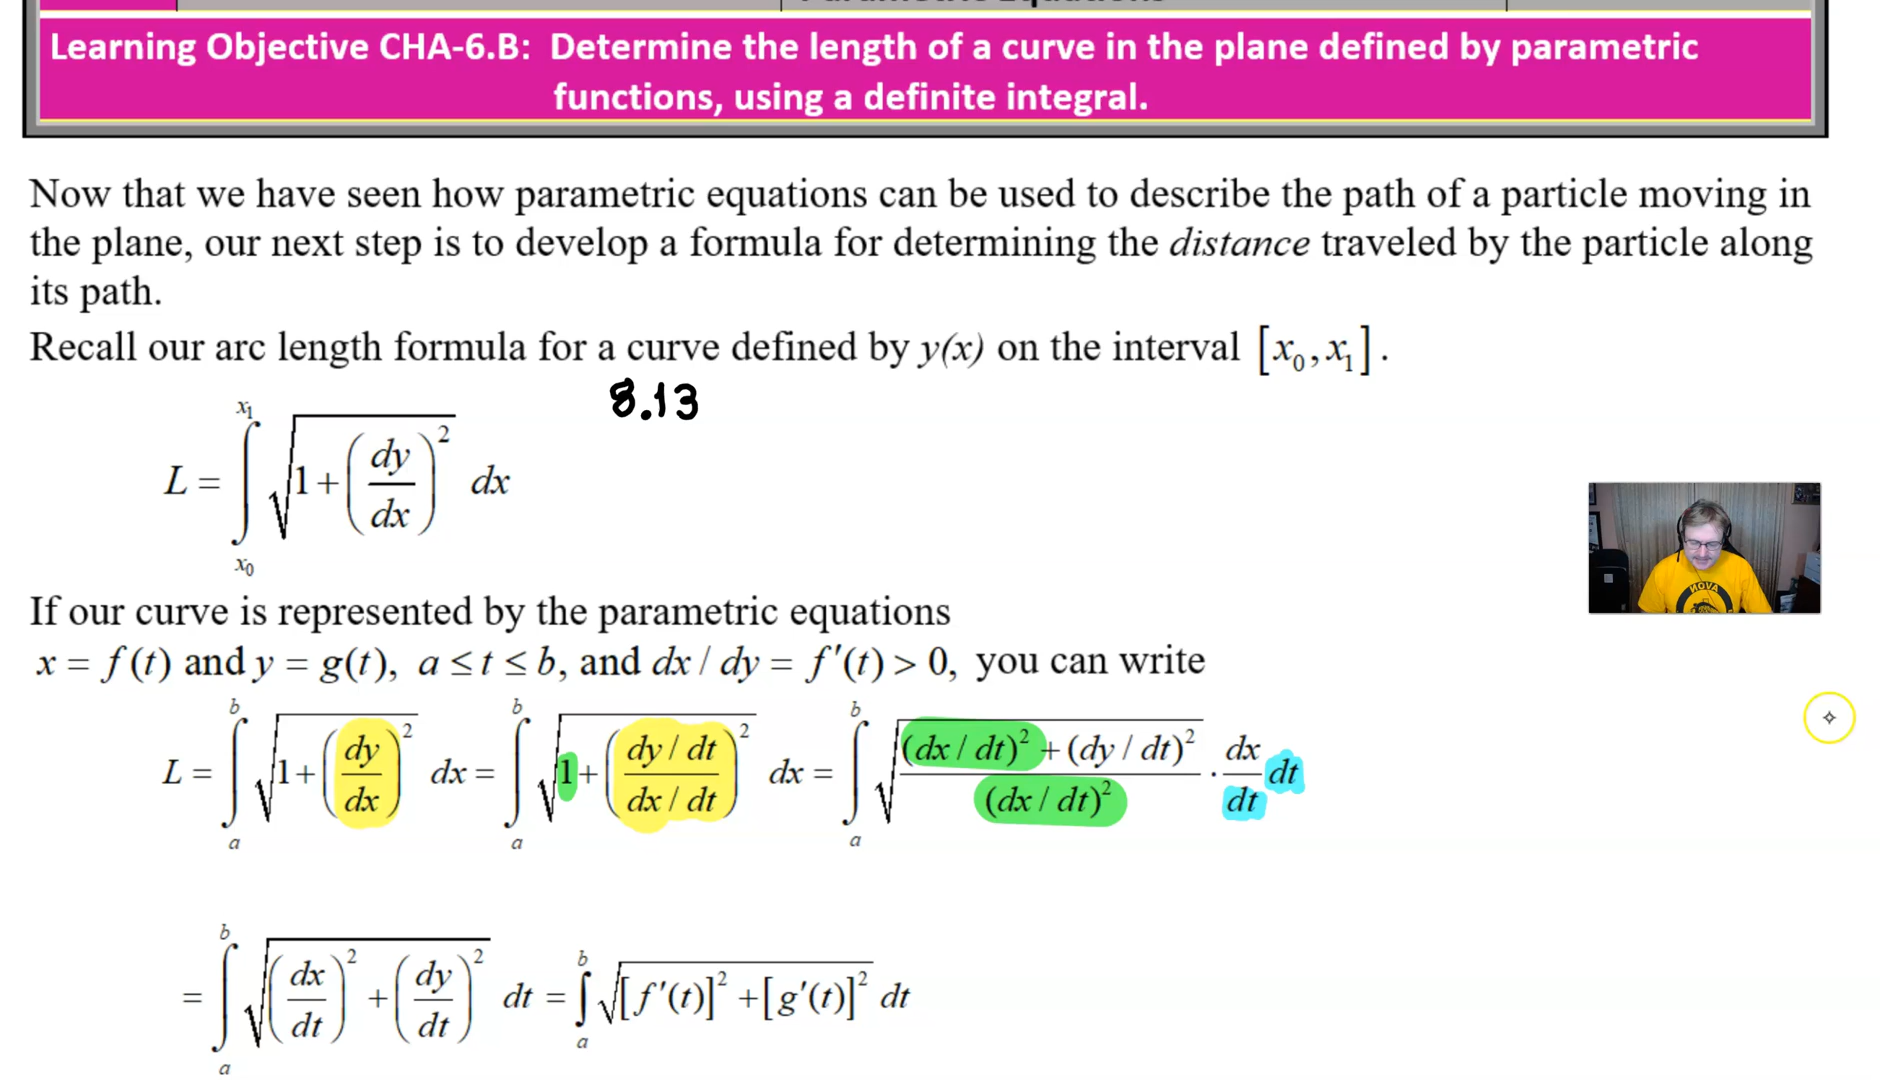 Learning Objective CHA-6.B: Determine the length of a curve in the plane defined by parametric
functions, using a definite integral.
Now that we have seen how parametric equations can be used to describe the path of a particle moving in
the plane, our next step is to develop a formula for determining the distance traveled by the particle along
its path.
Recall our arc length formula for a curve defined by y(x) on the interval [x₀, x₁].
8.13
L = ∫_{x₀}^{x₁} √(1 + (dy/dx)²) dx
If our curve is represented by the parametric equations
x = f(t) and y = g(t), a ≤ t ≤ b, and dx / dy = f'(t) > 0, you can write
L = ∫_a^b √(1 + (dy/dx)²) dx = ∫_a^b √(1 + ((dy / dt)/(dx / dt))²) dx = ∫_a^b √(((dx / dt)² + (dy / dt)²)/(dx / dt)²) · dx/dt dt
= ∫_a^b √((dx/dt)² + (dy/dt)²) dt = ∫_a^b √([f'(t)]² + [g'(t)]²) dt